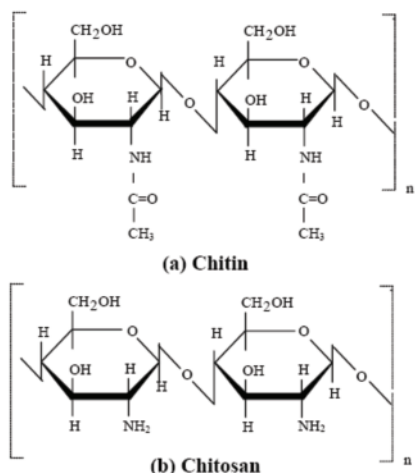 CH₂OH CH₂OH
H O H O
OH H H OH H H
O O
H NH H NH
n
C=O C=O
CH₃ CH₃
(a) Chitin
CH₂OH CH₂OH
H O H O
OH H H OH H H
O O
H NH₂ H NH₂
n
(b) Chitosan